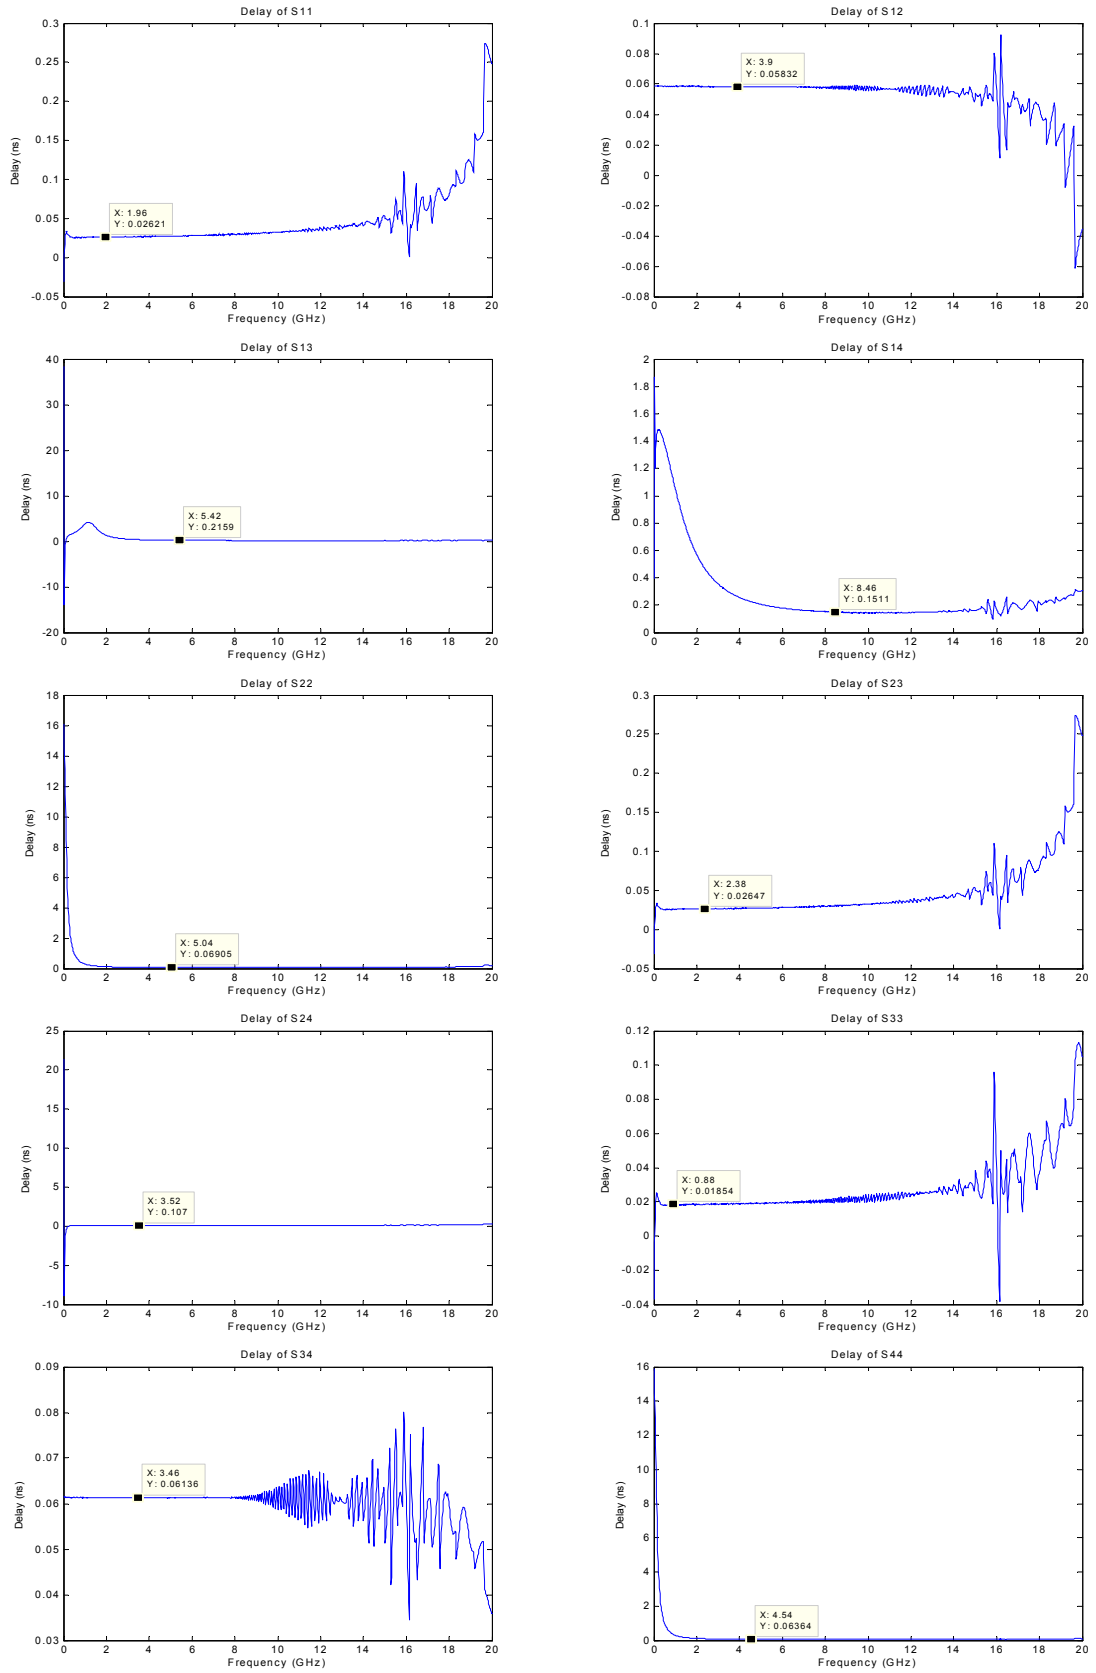 Delay of S11
0.3
0.25
0.2
0.15
0.1
0.05
0
-0.05
Delay (ns)
X: 1.96
Y: 0.02621
0 2 4 6 8 10 12 14 16 18 20
Frequency (GHz)
Delay of S12
0.1
0.08
0.06
0.04
0.02
0
-0.02
-0.04
-0.06
-0.08
Delay (ns)
X: 3.9
Y: 0.05832
0 2 4 6 8 10 12 14 16 18 20
Frequency (GHz)
Delay of S13
40
30
20
10
0
-10
-20
Delay (ns)
X: 5.42
Y: 0.2159
0 2 4 6 8 10 12 14 16 18 20
Frequency (GHz)
Delay of S14
2
1.8
1.6
1.4
1.2
1
0.8
0.6
0.4
0.2
0
Delay (ns)
X: 8.46
Y: 0.1511
0 2 4 6 8 10 12 14 16 18 20
Frequency (GHz)
Delay of S22
18
16
14
12
10
8
6
4
2
0
Delay (ns)
X: 5.04
Y: 0.06905
0 2 4 6 8 10 12 14 16 18 20
Frequency (GHz)
Delay of S23
0.3
0.25
0.2
0.15
0.1
0.05
0
-0.05
Delay (ns)
X: 2.38
Y: 0.02647
0 2 4 6 8 10 12 14 16 18 20
Frequency (GHz)
Delay of S24
25
20
15
10
5
0
-5
-10
Delay (ns)
X: 3.52
Y: 0.107
0 2 4 6 8 10 12 14 16 18 20
Frequency (GHz)
Delay of S33
0.12
0.1
0.08
0.06
0.04
0.02
0
-0.02
-0.04
Delay (ns)
X: 0.88
Y: 0.01854
0 2 4 6 8 10 12 14 16 18 20
Frequency (GHz)
Delay of S34
0.09
0.08
0.07
0.06
0.05
0.04
0.03
Delay (ns)
X: 3.46
Y: 0.06136
0 2 4 6 8 10 12 14 16 18 20
Frequency (GHz)
Delay of S44
16
14
12
10
8
6
4
2
0
Delay (ns)
X: 4.54
Y: 0.06364
0 2 4 6 8 10 12 14 16 18 20
Frequency (GHz)